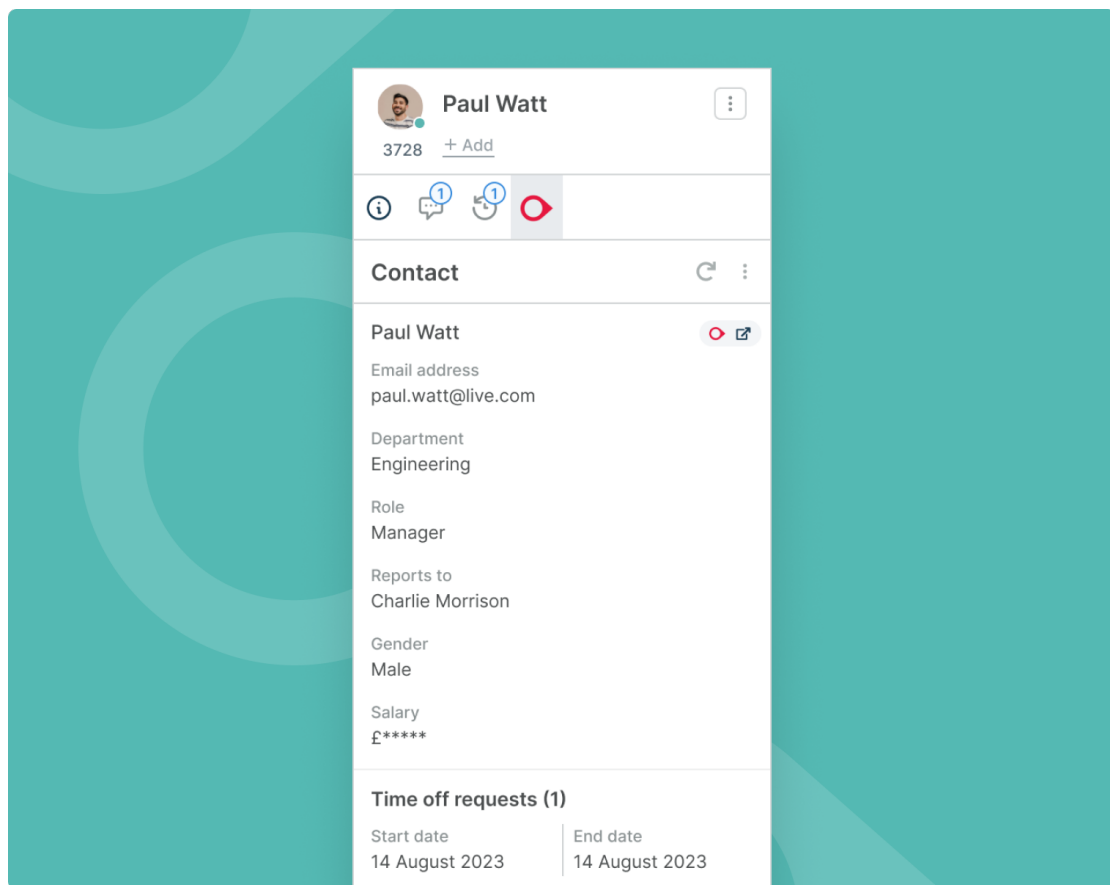 Paul Watt
3728 + Add
1 1
Contact
Paul Watt
Email address
paul.watt@live.com
Department
Engineering
Role
Manager
Reports to
Charlie Morrison
Gender
Male
Salary
£*****
Time off requests (1)
Start date End date
14 August 2023 14 August 2023